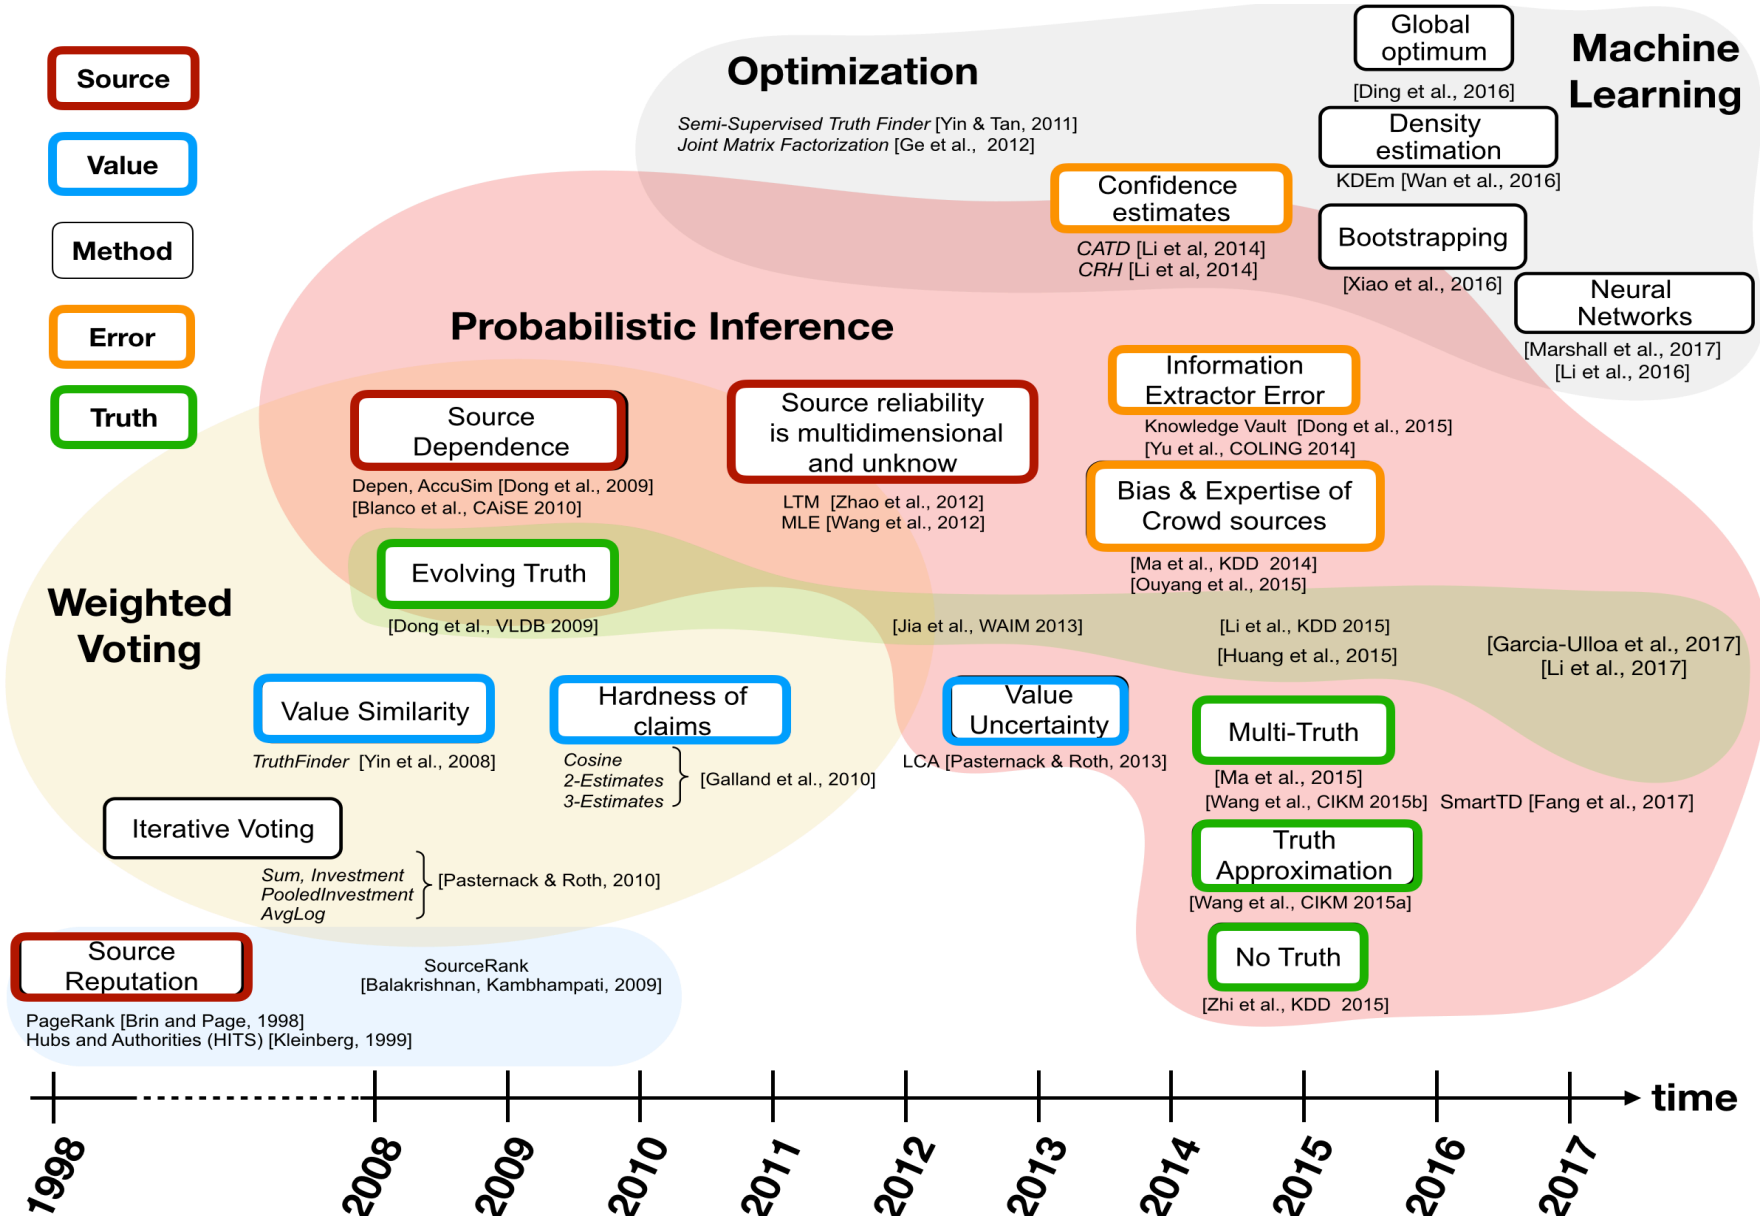 Source
Value
Method
Error
Truth
Optimization
Semi-Supervised Truth Finder [Yin & Tan, 2011]
Joint Matrix Factorization [Ge et al.,  2012]
Machine
Learning
Global
optimum
[Ding et al., 2016]
Density
estimation
KDEm [Wan et al., 2016]
Confidence
estimates
CATD [Li et al, 2014]
CRH [Li et al, 2014]
Bootstrapping
[Xiao et al., 2016]
Neural
Networks
[Marshall et al., 2017]
[Li et al., 2016]
Probabilistic Inference
Source
Dependence
Depen, AccuSim [Dong et al., 2009]
[Blanco et al., CAiSE 2010]
Source reliability
is multidimensional
and unknow
LTM  [Zhao et al., 2012]
MLE [Wang et al., 2012]
Information
Extractor Error
Knowledge Vault  [Dong et al., 2015]
[Yu et al., COLING 2014]
Bias & Expertise of
Crowd sources
[Ma et al., KDD  2014]
[Ouyang et al., 2015]
Weighted
Voting
Evolving Truth
[Dong et al., VLDB 2009]
[Jia et al., WAIM 2013]
[Li et al., KDD 2015]
[Huang et al., 2015]
[Garcia-Ulloa et al., 2017]
[Li et al., 2017]
Value Similarity
TruthFinder  [Yin et al., 2008]
Hardness of
claims
Cosine
2-Estimates
3-Estimates
[Galland et al., 2010]
Value
Uncertainty
LCA [Pasternack & Roth, 2013]
Multi-Truth
[Ma et al., 2015]
[Wang et al., CIKM 2015b]
SmartTD [Fang et al., 2017]
Iterative Voting
Sum, Investment
PooledInvestment
AvgLog
[Pasternack & Roth, 2010]
Truth
Approximation
[Wang et al., CIKM 2015a]
No Truth
[Zhi et al., KDD  2015]
Source
Reputation
SourceRank
[Balakrishnan, Kambhampati, 2009]
PageRank [Brin and Page, 1998]
Hubs and Authorities (HITS) [Kleinberg, 1999]
time
1998
2008
2009
2010
2011
2012
2013
2014
2015
2016
2017